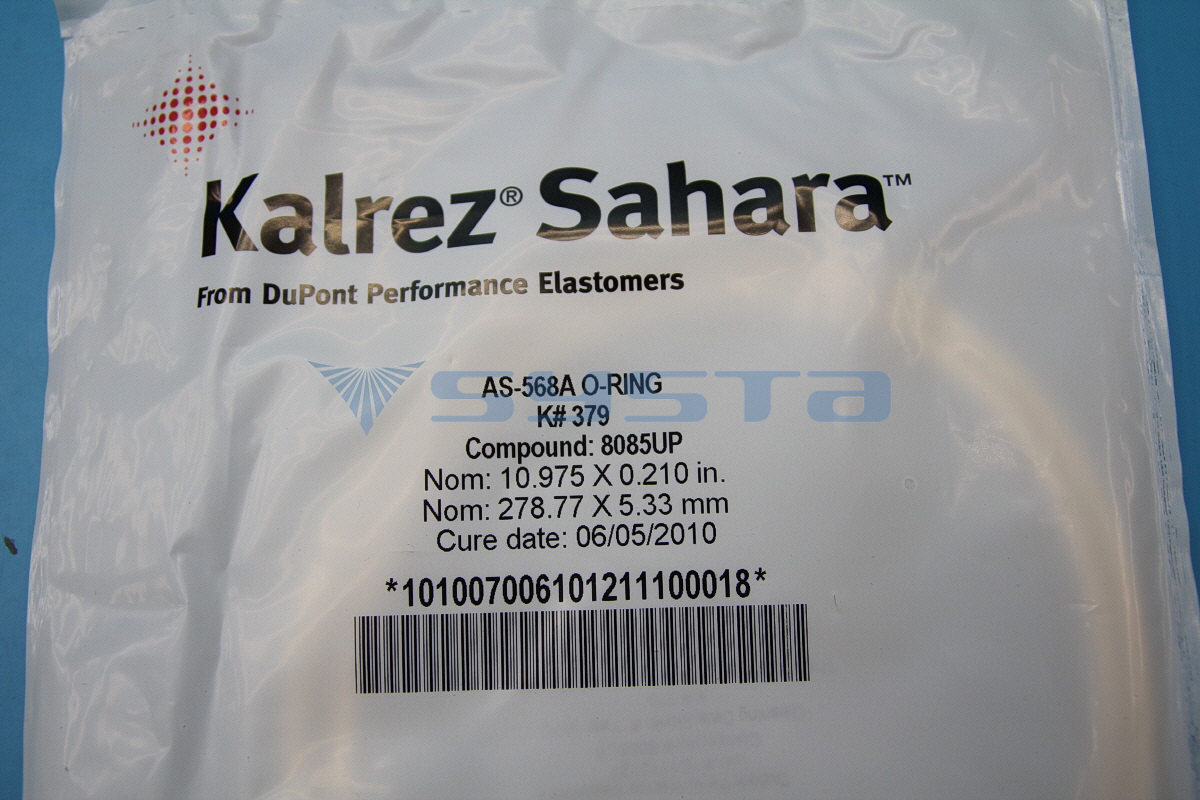 Kalrez® Sahara™
From DuPont Performance Elastomers
SYSTA
AS-568A O-RING
K# 379
Compound: 8085UP
Nom: 10.975 X 0.210 in.
Nom: 278.77 X 5.33 mm
Cure date: 06/05/2010
*101007006101211100018*